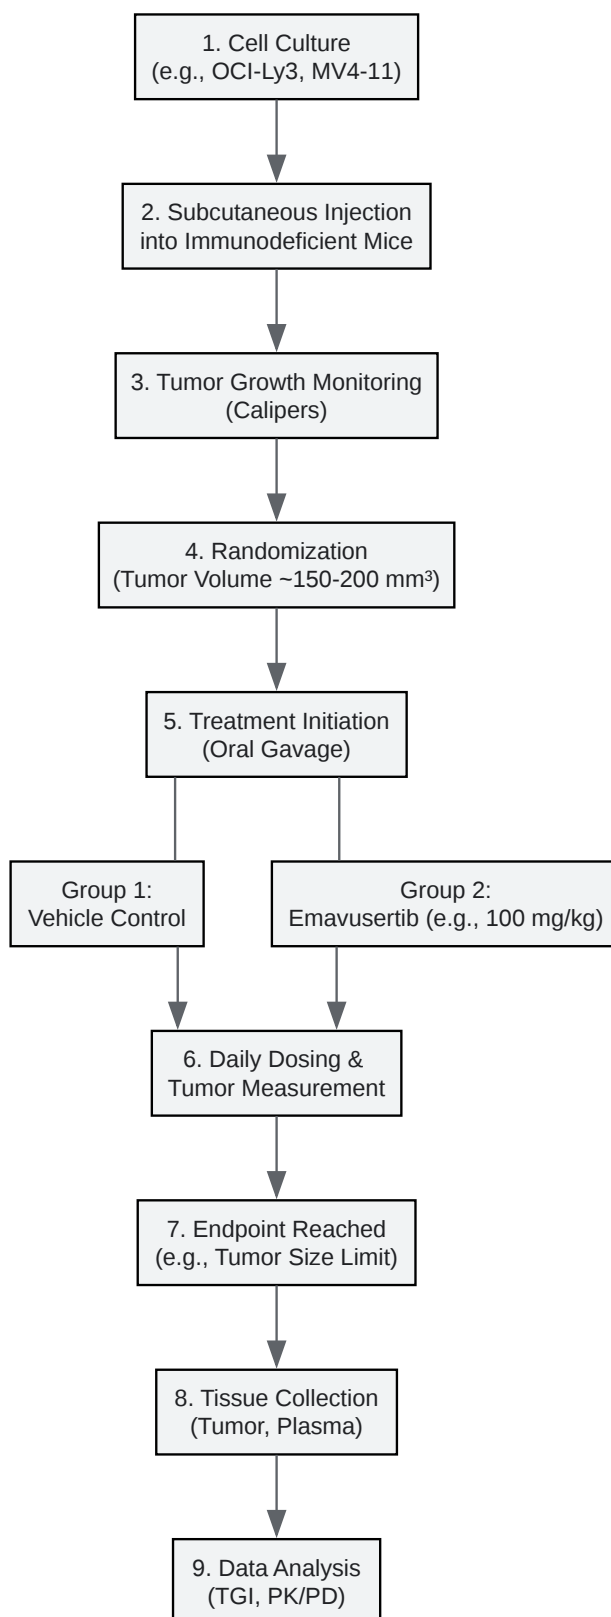 1. Cell Culture
(e.g., OCI-Ly3, MV4-11)
2. Subcutaneous Injection
into Immunodeficient Mice
3. Tumor Growth Monitoring
(Calipers)
4. Randomization
(Tumor Volume ~150-200 mm³)
5. Treatment Initiation
(Oral Gavage)
Group 1:
Vehicle Control
Group 2:
Emavusertib (e.g., 100 mg/kg)
6. Daily Dosing &
Tumor Measurement
7. Endpoint Reached
(e.g., Tumor Size Limit)
8. Tissue Collection
(Tumor, Plasma)
9. Data Analysis
(TGI, PK/PD)